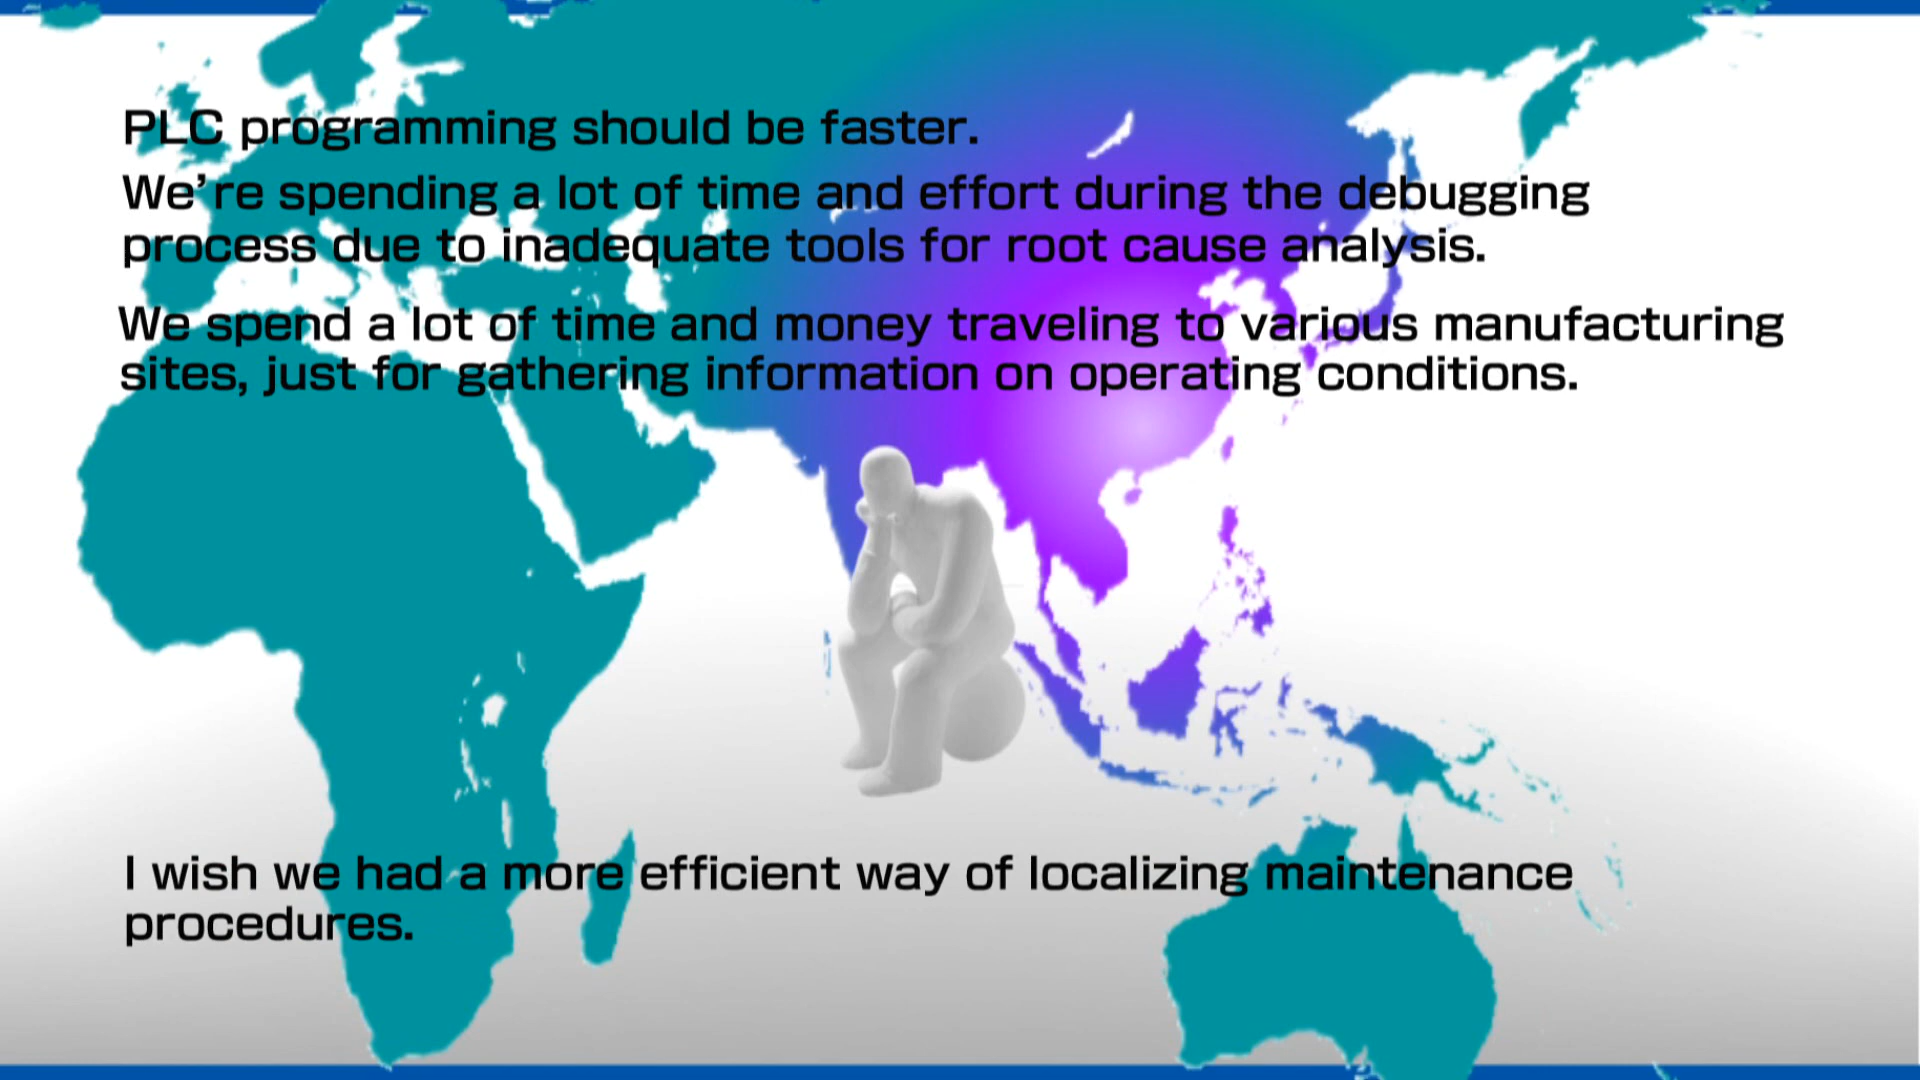 PLC programming should be faster.
We're spending a lot of time and effort during the debugging
process due to inadequate tools for root cause analysis.
We spend a lot of time and money traveling to various manufacturing
sites, just for gathering information on operating conditions.
I wish we had a more efficient way of localizing maintenance
procedures.